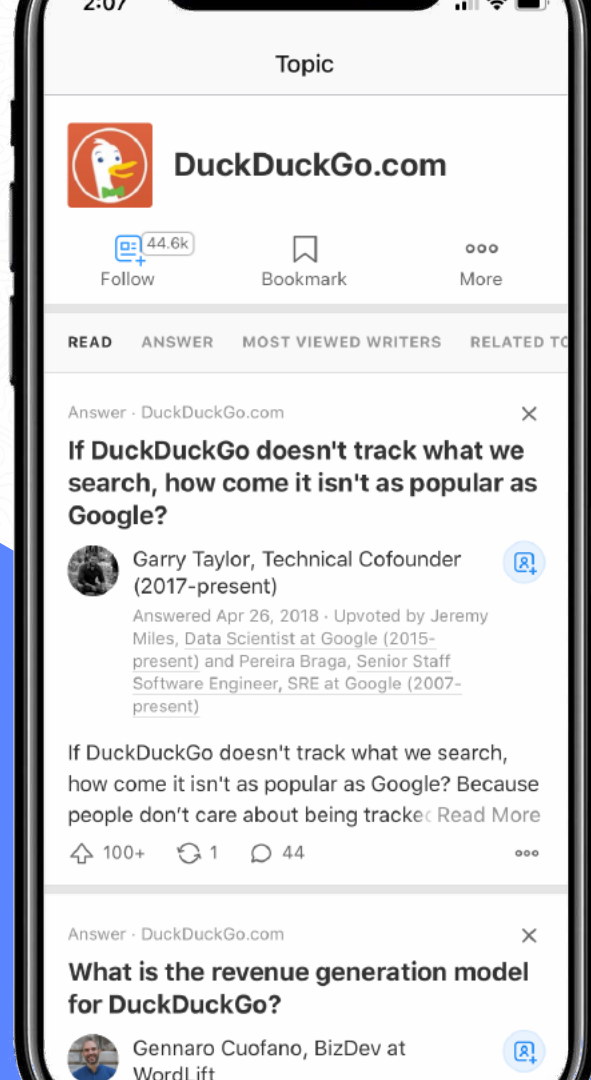 2:07
Topic
DuckDuckGo.com
44.6k
Follow
Bookmark
More
READ
ANSWER
MOST VIEWED WRITERS
RELATED
Answer · DuckDuckGo.com
If DuckDuckGo doesn't track what we
search, how come it isn't as popular as
Google?
Garry Taylor, Technical Cofounder
(2017-present)
Answered Apr 26, 2018 · Upvoted by Jeremy
Miles, Data Scientist at Google (2015-
present) and Pereira Braga, Senior Staff
Software Engineer, SRE at Google (2007-
present)
If DuckDuckGo doesn't track what we search,
how come it isn't as popular as Google? Because
people don’t care about being Read More
100+
1
44
Answer · DuckDuckGo.com
What is the revenue generation model
for DuckDuckGo?
Gennaro Cuofano, BizDev at
WordLift